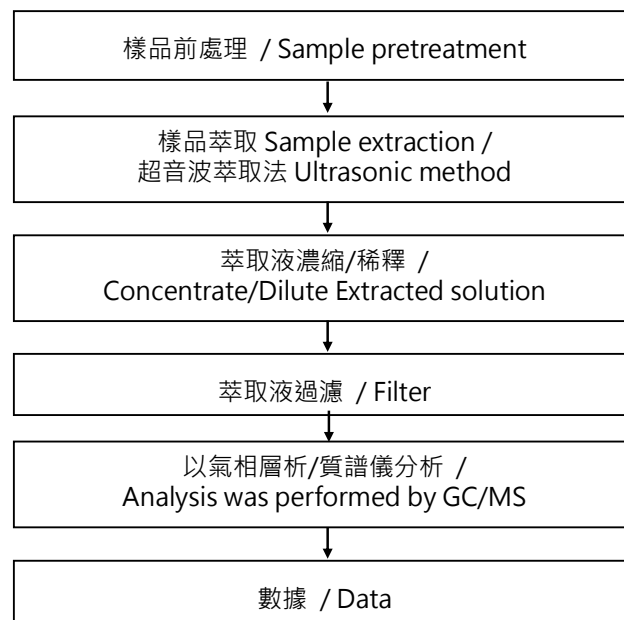 樣品前處理 / Sample pretreatment
樣品萃取 Sample extraction /
超音波萃取法 Ultrasonic method
萃取液濃縮/稀釋 /
Concentrate/Dilute Extracted solution
萃取液過濾 / Filter
以氣相層析/質譜儀分析 /
Analysis was performed by GC/MS
數據 / Data